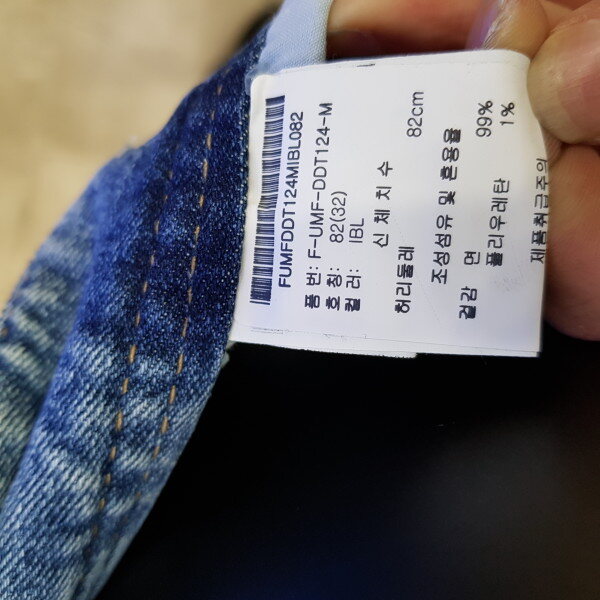 FUMFDDT124MIBL082
품 번: F-UMF-DDT124-M
호 칭: 82(32)
컬 러: IBL
신 체 치 수
허리둘레 82cm
조성섬유 및 혼용율
겉감 면 99%
폴리우레탄 1%
제품취급주의